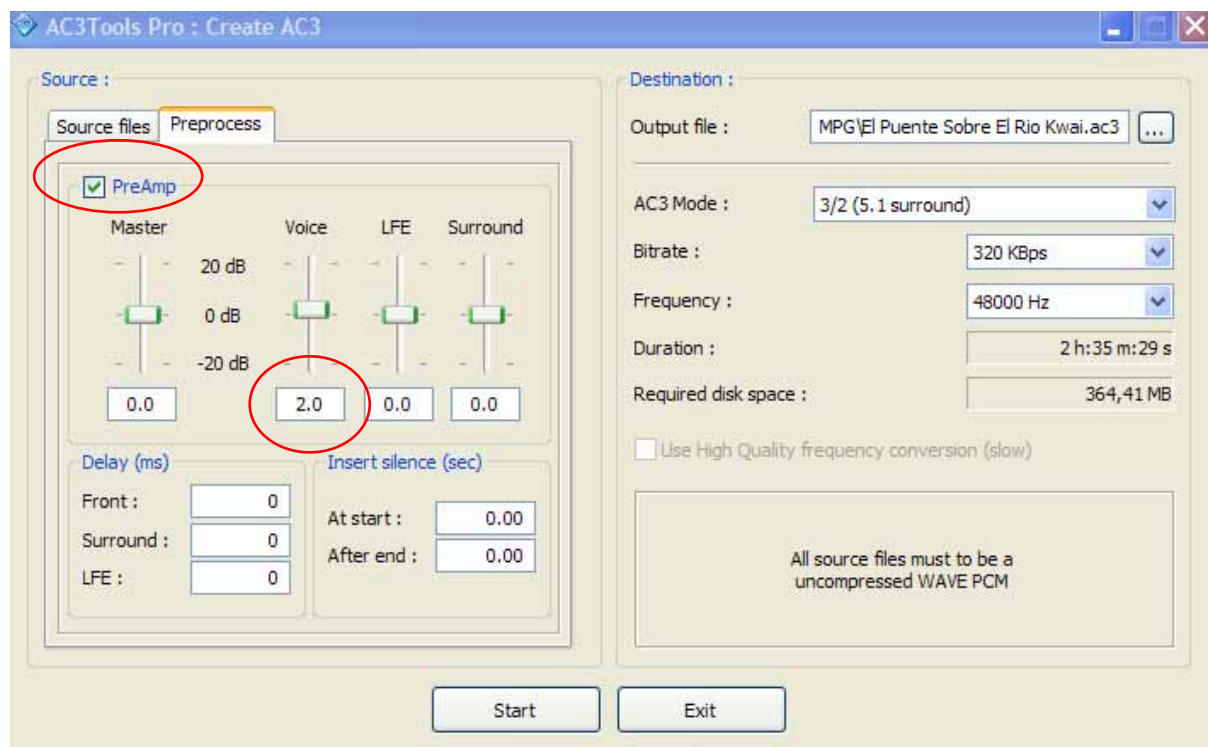 AC3Tools Pro : Create AC3
Source :
Source files Preprocess
PreAmp
Master Voice LFE Surround
20 dB
0 dB
-20 dB
0.0 2.0 0.0 0.0
Delay (ms)
Front : 0
Surround : 0
LFE : 0
Insert silence (sec)
At start : 0.00
After end : 0.00
Destination :
Output file : MPG\El Puente Sobre El Rio Kwai.ac3 ...
AC3 Mode : 3/2 (5.1 surround)
Bitrate : 320 KBps
Frequency : 48000 Hz
Duration : 2 h:35 m:29 s
Required disk space : 364,41 MB
Use High Quality frequency conversion (slow)
All source files must to be a
uncompressed WAVE PCM
Start Exit